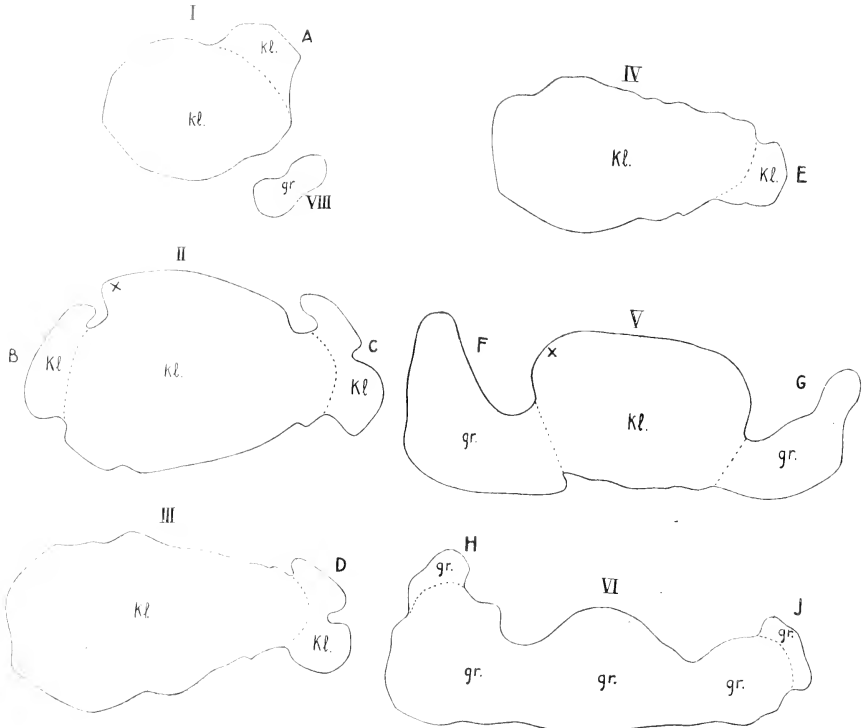 I
A
kl.
kl.
gr
VIII
IV
Kl.
Kl.
E
II
x
B
Kl
kl.
C
Kl
V
F
x
G
gr.
Kl.
gr.
III
D
kl.
Kl.
H
gr.
VI
J
gr.
gr.
gr.
gr.